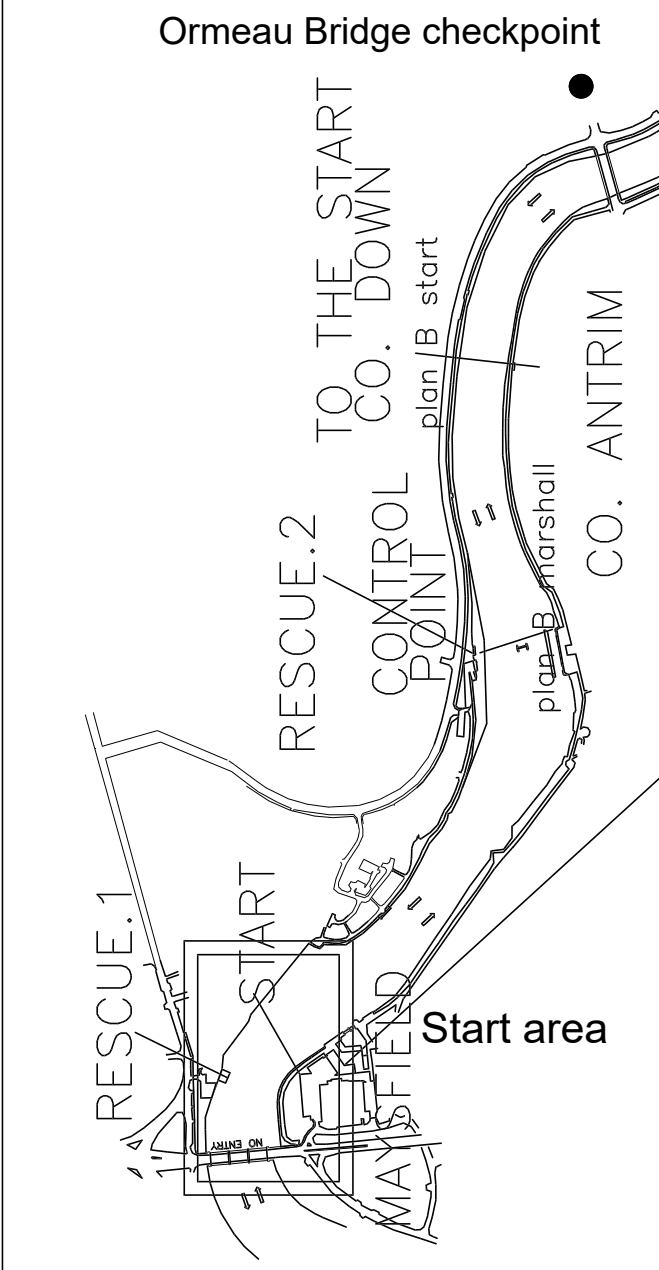 Ormeau Bridge checkpoint
TO THE START
CO. DOWN
plan B start
CO. ANTRIM
RESCUE.2
CONTROL
POINT
plan B marshall
RESCUE.1
START
MAYSFIELD
Start area
NO ENTRY